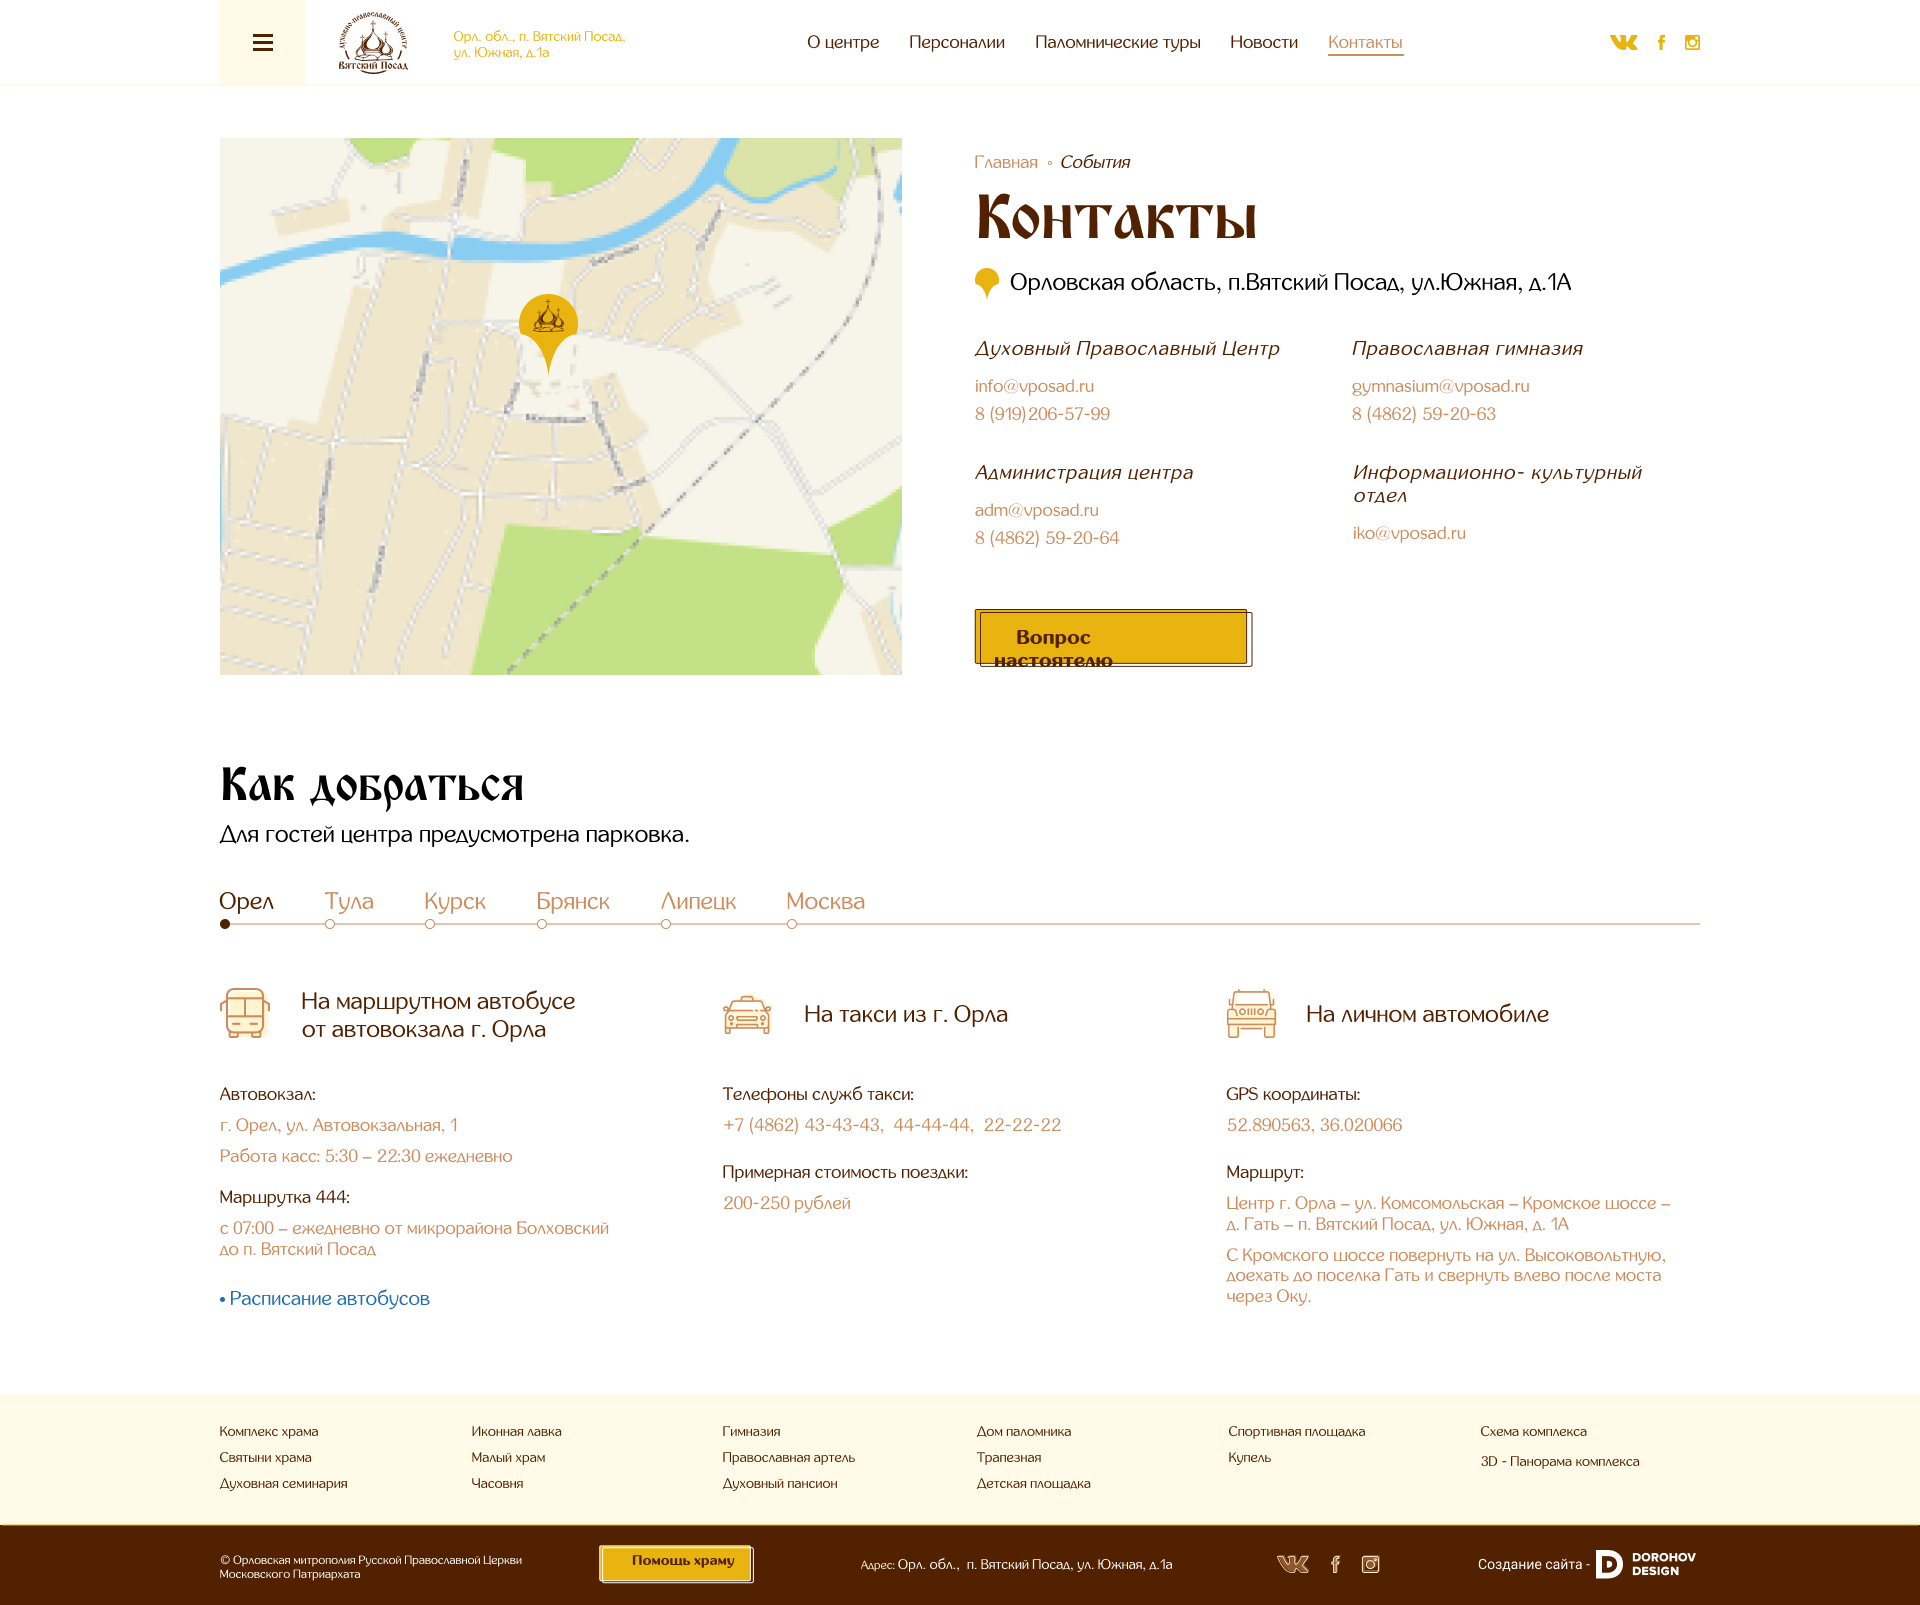 Духовно-православный центр
Вятский Посад
Орл. обл., п. Вятский Посад,
ул. Южная, д.1а
О центре Персоналии Паломнические туры Новости Контакты
Главная События
Контакты
Орловская область, п.Вятский Посад, ул.Южная, д.1А
Духовный Православный Центр
info@vposad.ru
8 (919)206-57-99
Православная гимназия
gymnasium@vposad.ru
8 (4862) 59-20-63
Администрация центра
adm@vposad.ru
8 (4862) 59-20-64
Информационно- культурный
отдел
iko@vposad.ru
Вопрос
настоятелю
Как добраться
Для гостей центра предусмотрена парковка.
Орел Тула Курск Брянск Липецк Москва
На маршрутном автобусе
от автовокзала г. Орла
Автовокзал:
г. Орел, ул. Автовокзальная, 1
Работа касс: 5:30 – 22:30 ежедневно
Маршрутка 444:
с 07:00 – ежедневно от микрорайона Болховский
до п. Вятский Посад
• Расписание автобусов
На такси из г. Орла
Телефоны служб такси:
+7 (4862) 43-43-43, 44-44-44, 22-22-22
Примерная стоимость поездки:
200-250 рублей
На личном автомобиле
GPS координаты:
52.890563, 36.020066
Маршрут:
Центр г. Орла – ул. Комсомольская – Кромское шоссе –
д. Гать – п. Вятский Посад, ул. Южная, д. 1А
С Кромского шоссе повернуть на ул. Высоковольтную,
доехать до поселка Гать и свернуть влево после моста
через Оку.
Комплекс храма
Святыни храма
Духовная семинария
Иконная лавка
Малый храм
Часовня
Гимназия
Православная артель
Духовный пансион
Дом паломника
Трапезная
Детская площадка
Спортивная площадка
Купель
Схема комплекса
3D - Панорама комплекса
© Орловская митрополия Русской Православной Церкви
Московского Патриархата
Помощь храму
Адрес: Орл. обл., п. Вятский Посад, ул. Южная, д.1а
Создание сайта -
DOROHOV
DESIGN